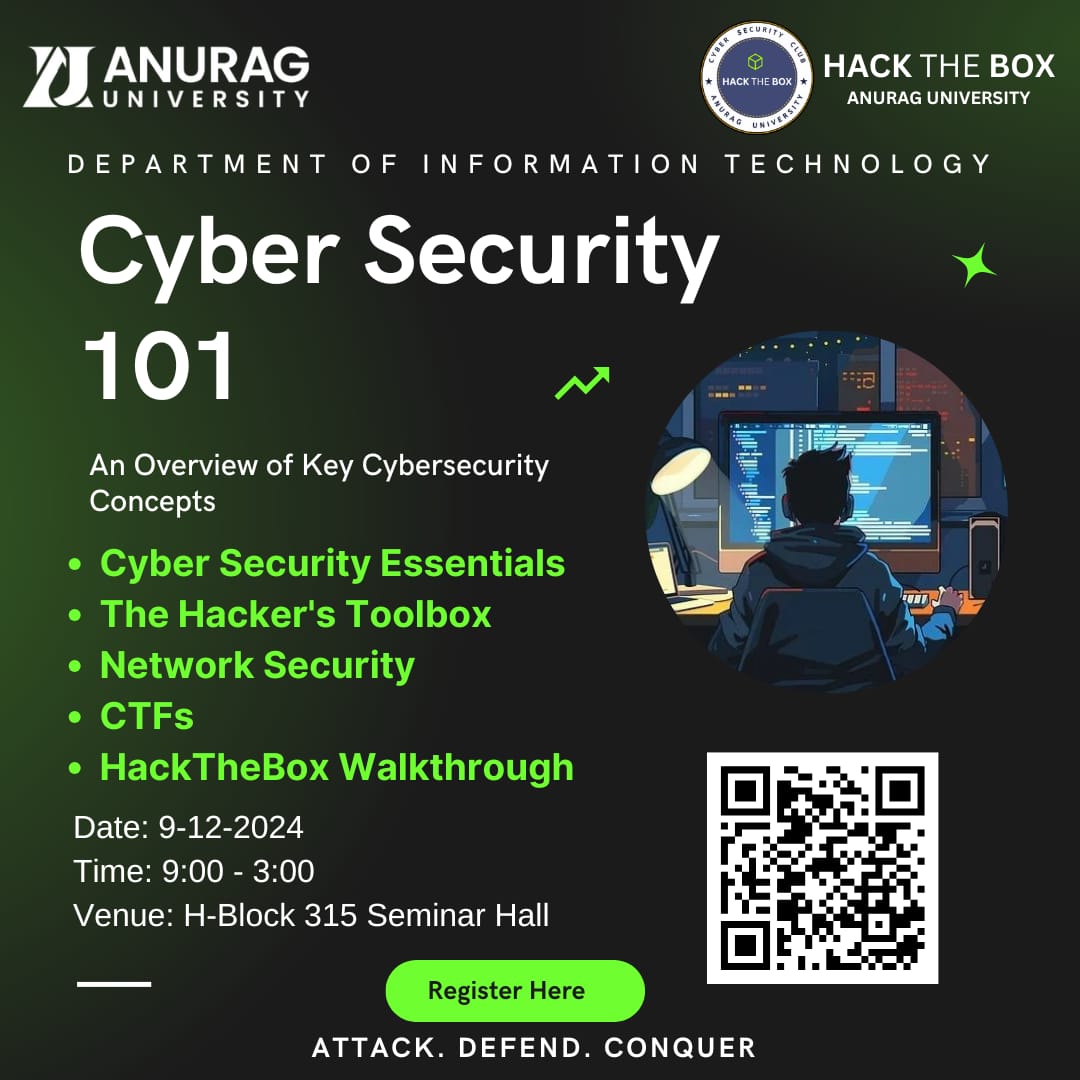 ANURAG
UNIVERSITY
CYBER SECURITY CLUB
HACK THE BOX
ANURAG UNIVERSITY
HACK THE BOX
ANURAG UNIVERSITY
DEPARTMENT OF INFORMATION TECHNOLOGY
Cyber Security
101
An Overview of Key Cybersecurity
Concepts
• Cyber Security Essentials
• The Hacker's Toolbox
• Network Security
• CTFs
• HackTheBox Walkthrough
Date: 9-12-2024
Time: 9:00 - 3:00
Venue: H-Block 315 Seminar Hall
Register Here
ATTACK. DEFEND. CONQUER